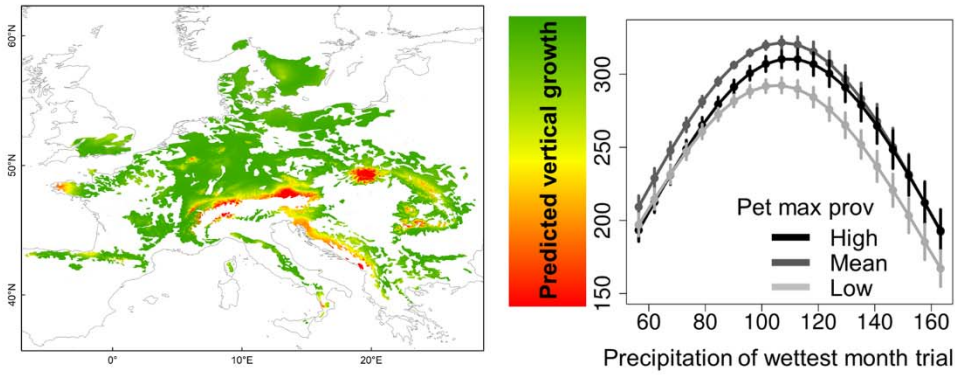 60°N
50°N
40°N
0°
10°E
20°E
Predicted vertical growth
300
250
200
150
Pet max prov
High
Mean
Low
60 80 100 120 140 160
Precipitation of wettest month trial